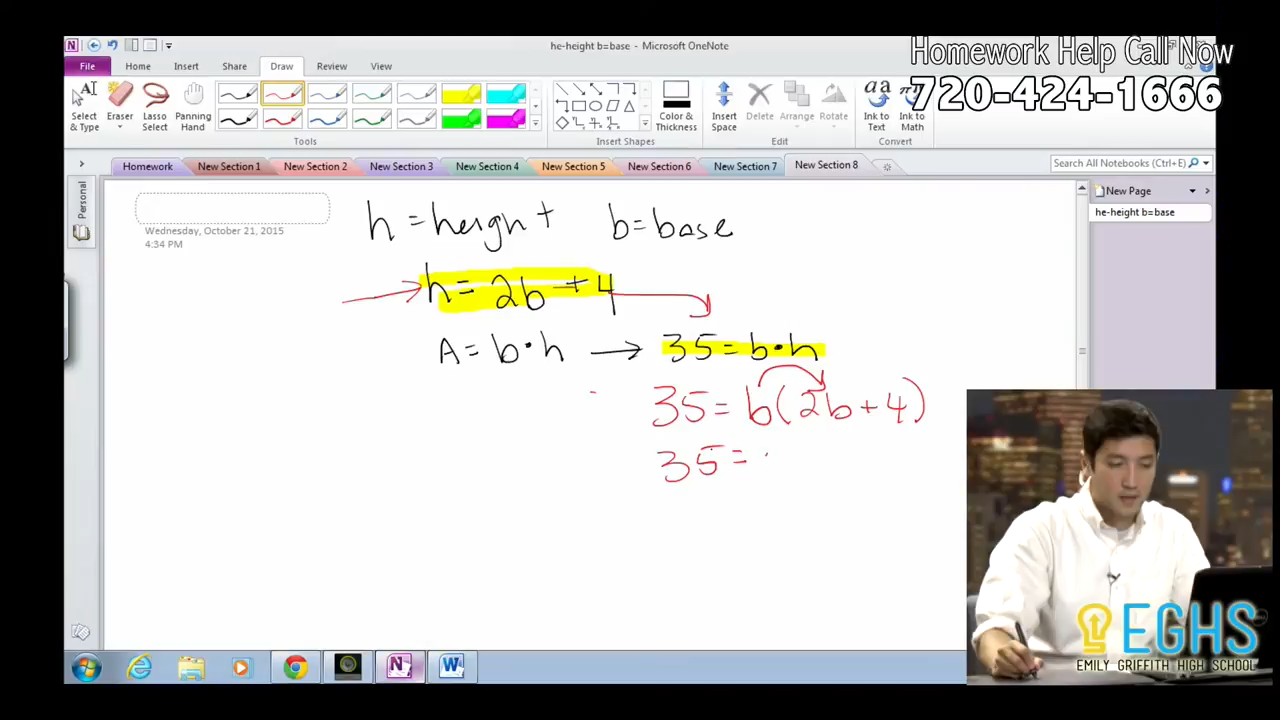 he-height b=base - Microsoft OneNote
Homework Help Call Now
720-424-1666
File Home Insert Share Draw Review View
Select & Type
Eraser
Lasso Select
Panning Hand
Color & Thickness
Insert Space
Delete
Arrange
Rotate
Ink to Text
Ink to Math
Tools
Insert Shapes
Edit
Convert
Homework New Section 1 New Section 2 New Section 3 New Section 4 New Section 5 New Section 6 New Section 7 New Section 8
Search All Notebooks (Ctrl+E)
Personal
New Page
he-height b=base
Wednesday, October 21, 2015
4:34 PM
h = height b = base
h = 2b + 4
A = b · h → 35 = b · h
35 = b(2b + 4)
35 =
EGHS
EMILY GRIFFITH HIGH SCHOOL